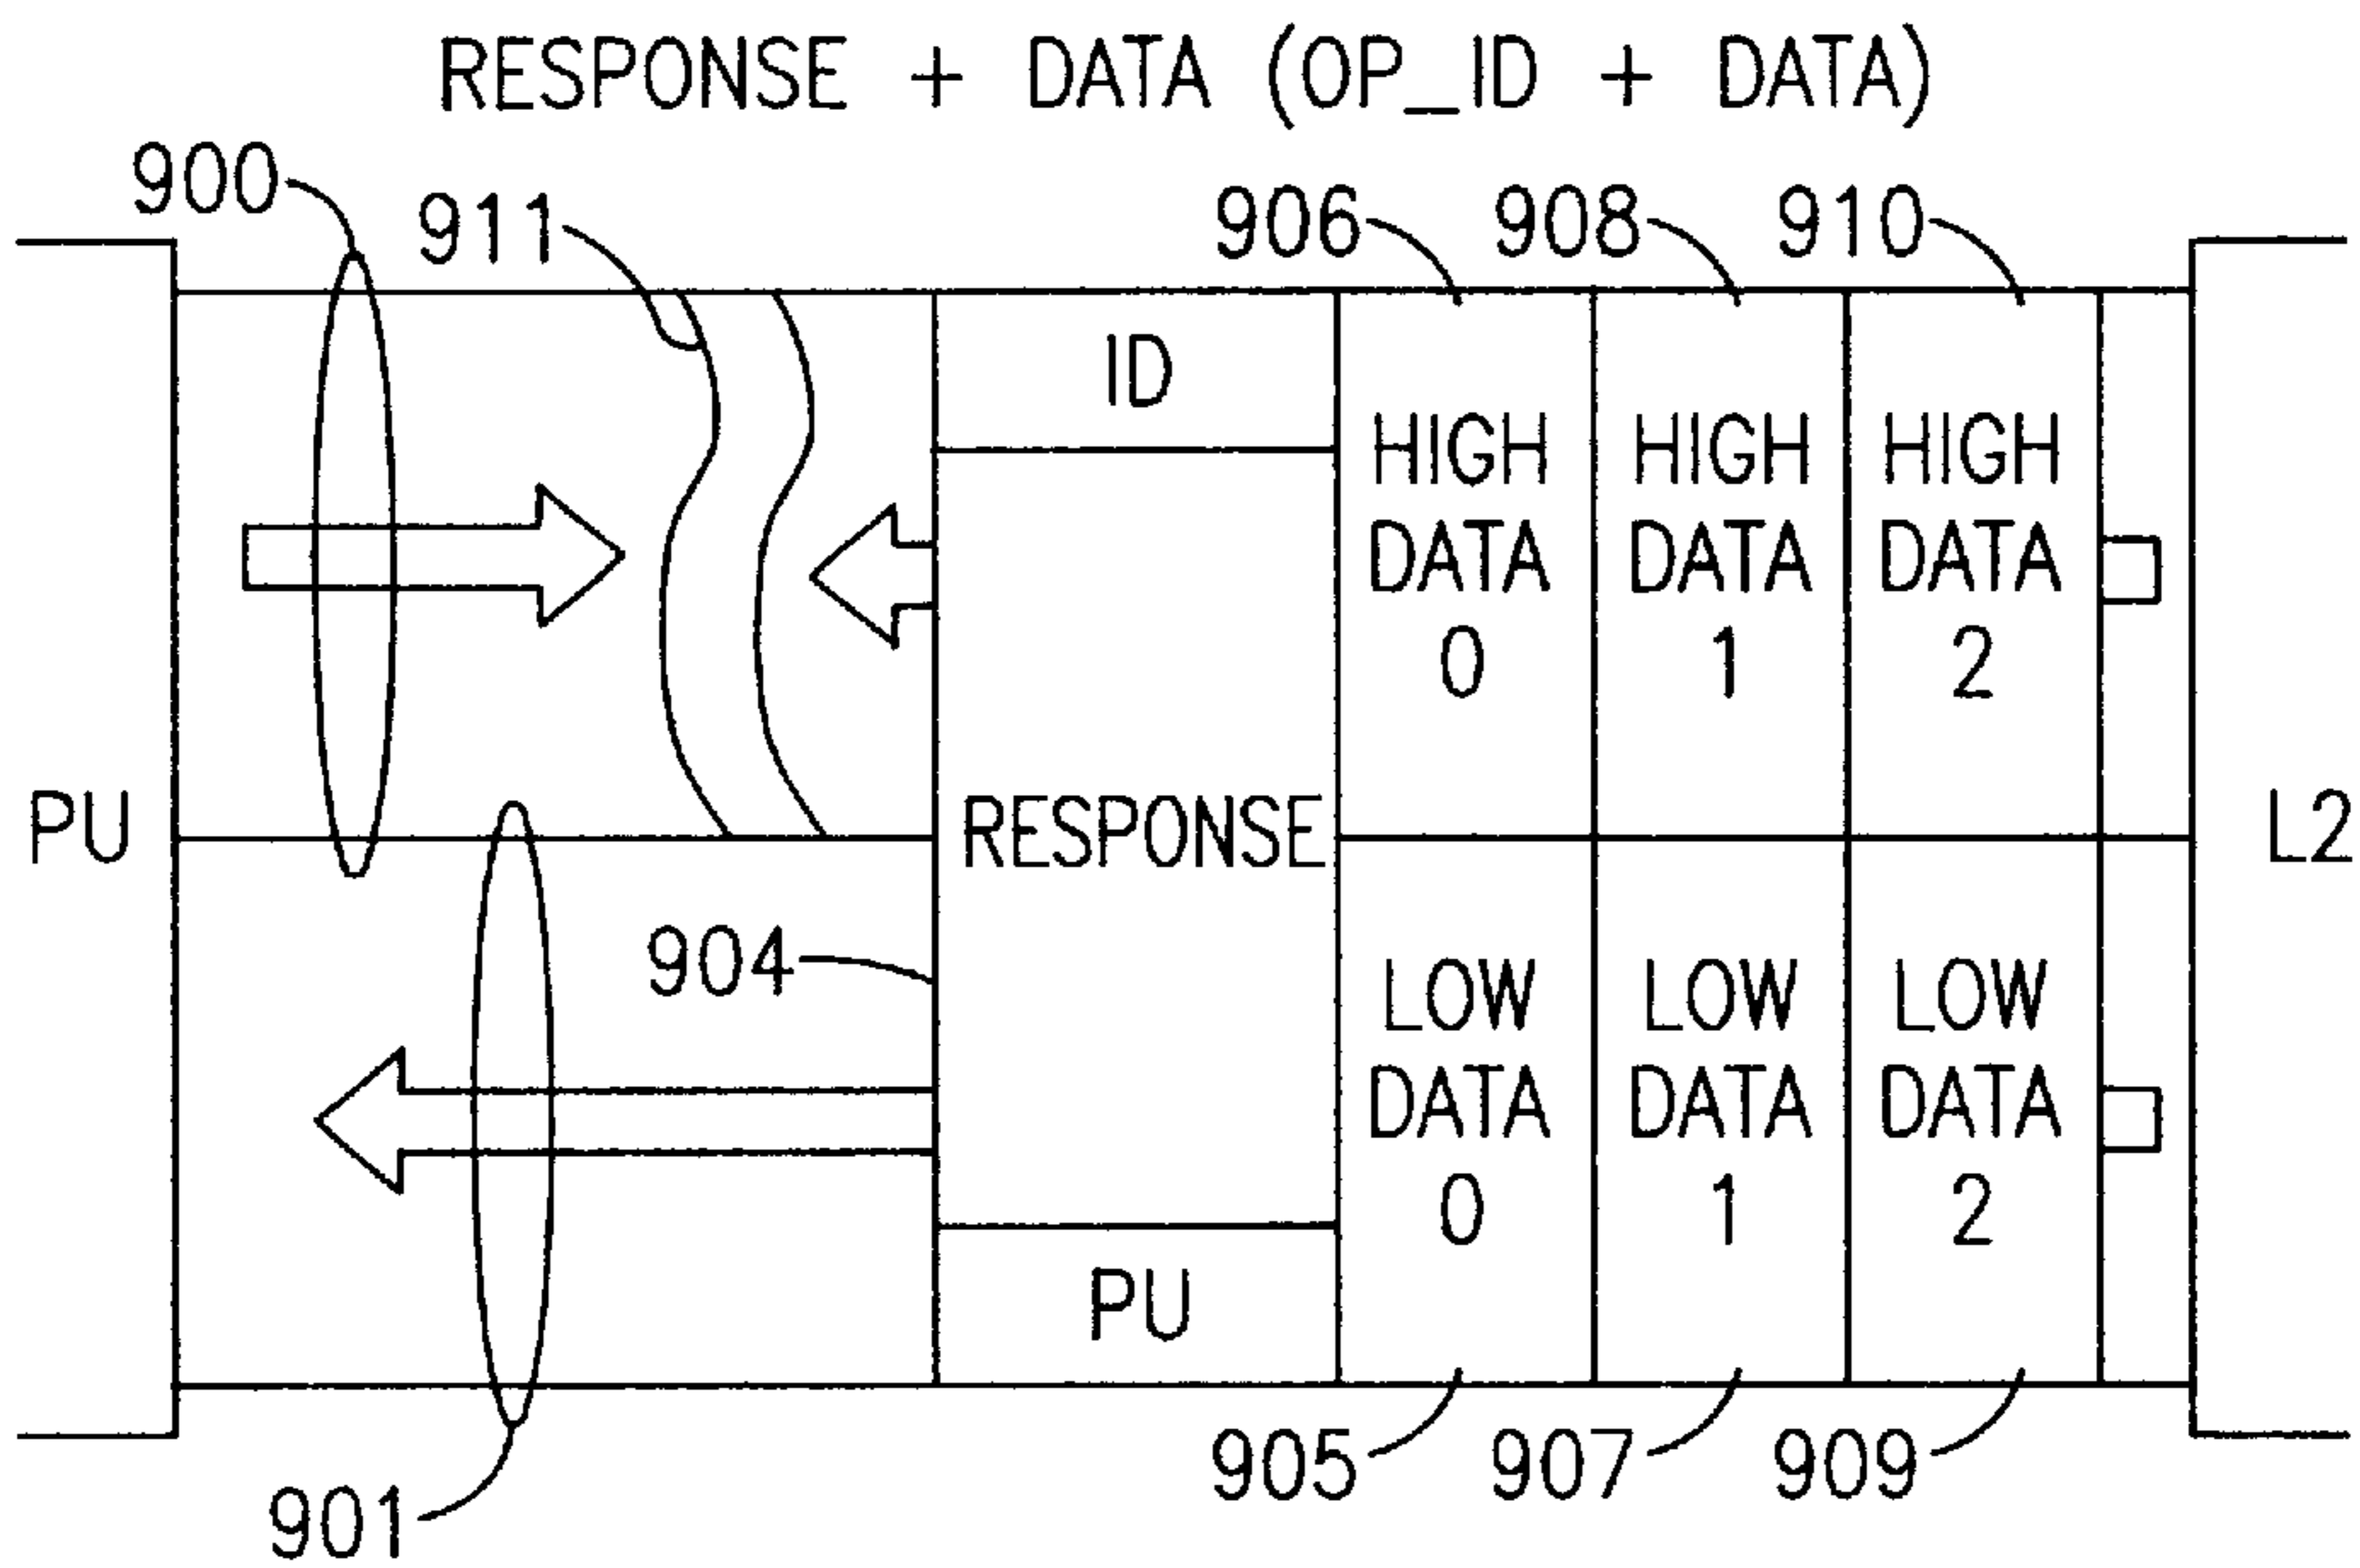 RESPONSE + DATA (OP_ID + DATA)
900
911
906
908
910
ID
HIGH
DATA
0
HIGH
DATA
1
HIGH
DATA
2
PU
RESPONSE
L2
904
LOW
DATA
0
LOW
DATA
1
LOW
DATA
2
PU
901
905
907
909